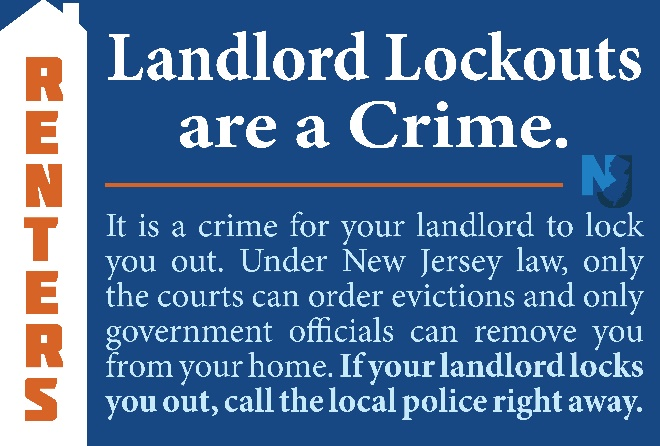 RENTERS
Landlord Lockouts
are a Crime.
NJ
It is a crime for your landlord to lock
you out. Under New Jersey law, only
the courts can order evictions and only
government officials can remove you
from your home. If your landlord locks
you out, call the local police right away.